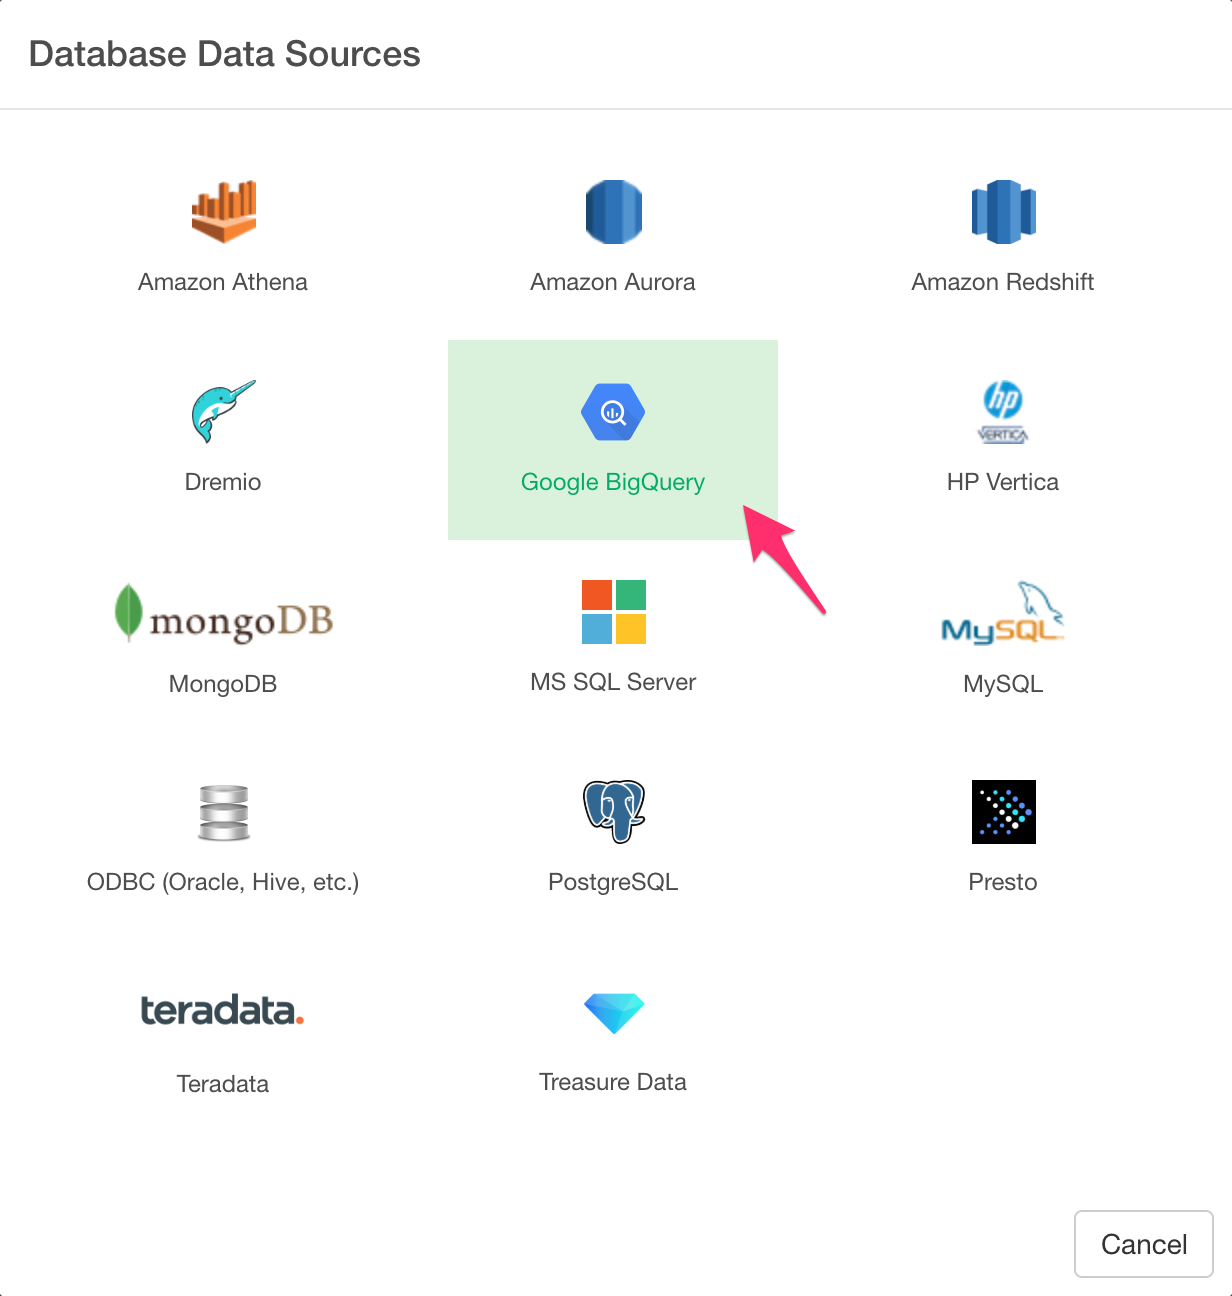 Database Data Sources
Amazon Athena
Amazon Aurora
Amazon Redshift
hp
VERTICA
Dremio
Google BigQuery
HP Vertica
mongoDB
MySQL
MongoDB
MS SQL Server
MySQL
ODBC (Oracle, Hive, etc.)
PostgreSQL
Presto
teradata.
Teradata
Treasure Data
Cancel